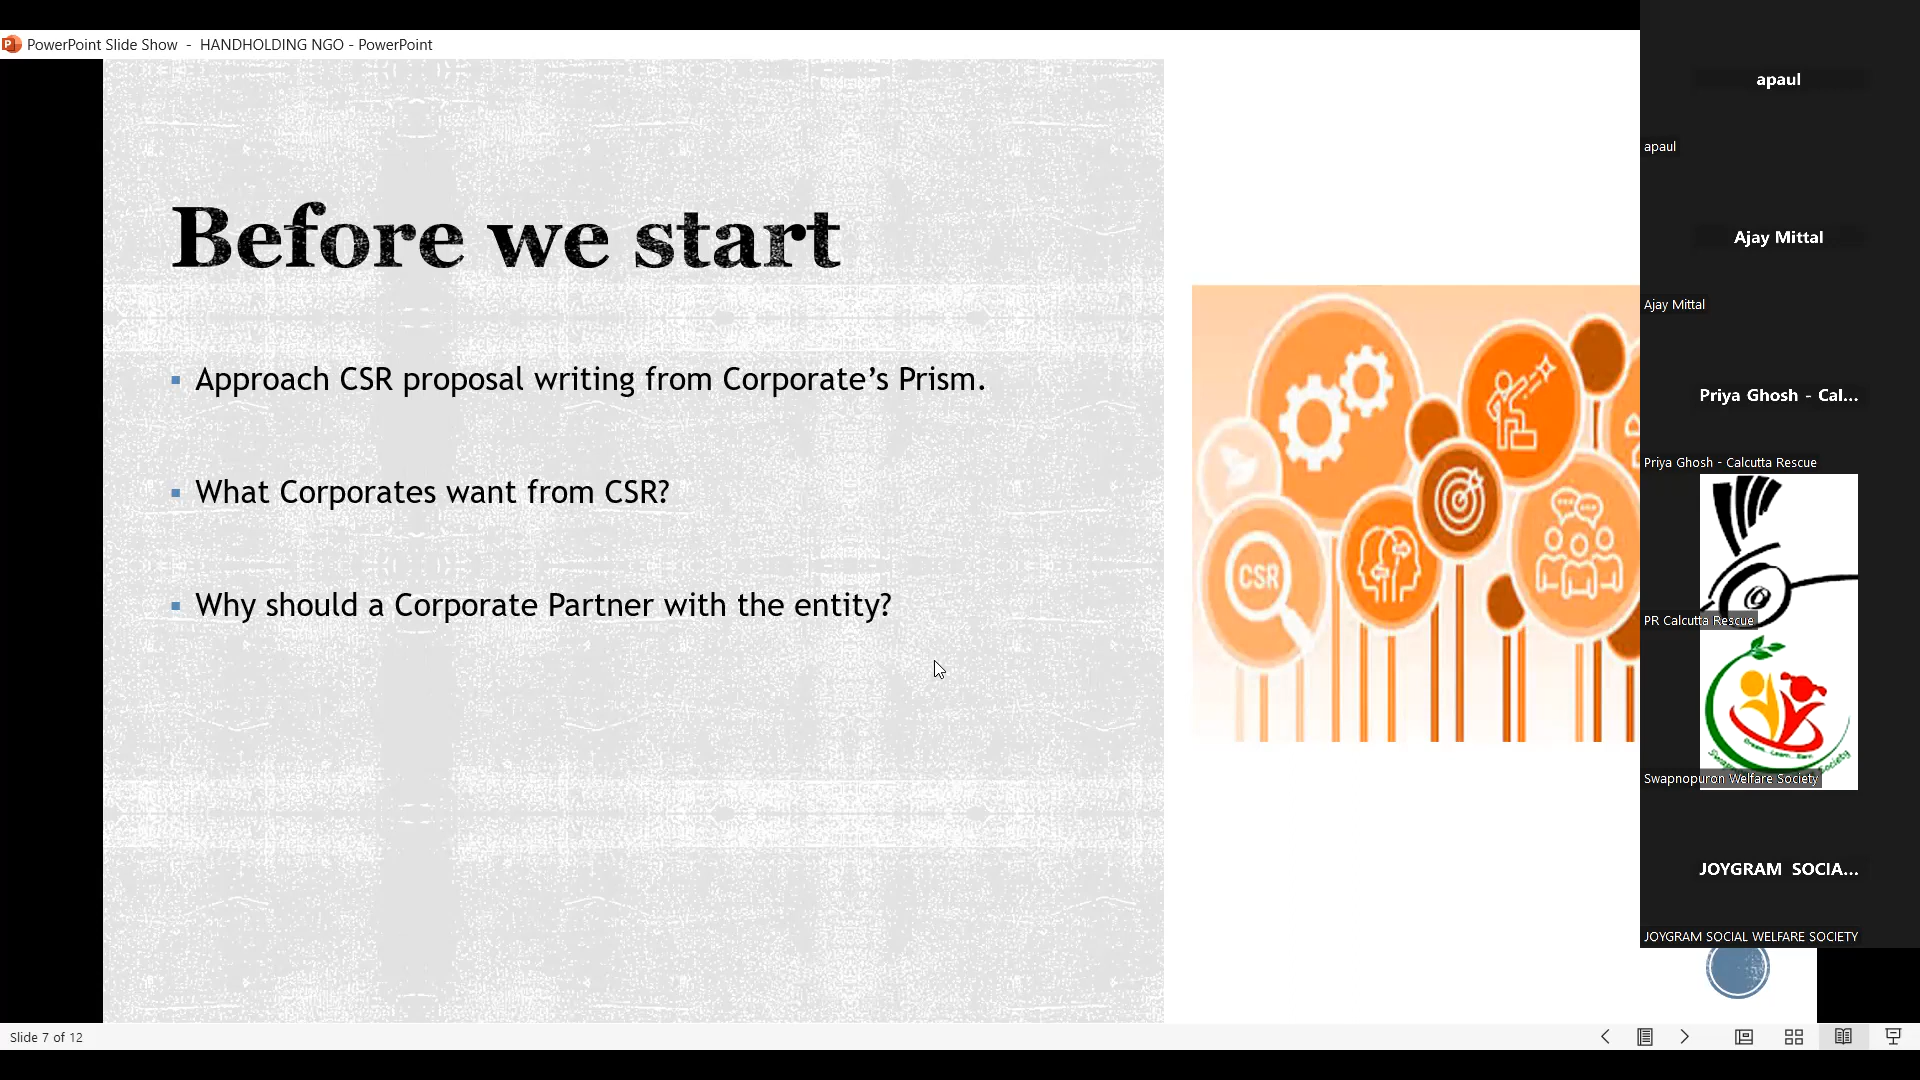 PowerPoint Slide Show - HANDHOLDING NGO - PowerPoint
Before we start
Approach CSR proposal writing from Corporate’s Prism.
What Corporates want from CSR?
Why should a Corporate Partner with the entity?
CSR
apaul
apaul
Ajay Mittal
Ajay Mittal
Priya Ghosh - Cal...
Priya Ghosh - Calcutta Rescue
PR Calcutta Rescue
Swapnopuron Welfare Society
JOYGRAM SOCIA...
JOYGRAM SOCIAL WELFARE SOCIETY
Slide 7 of 12